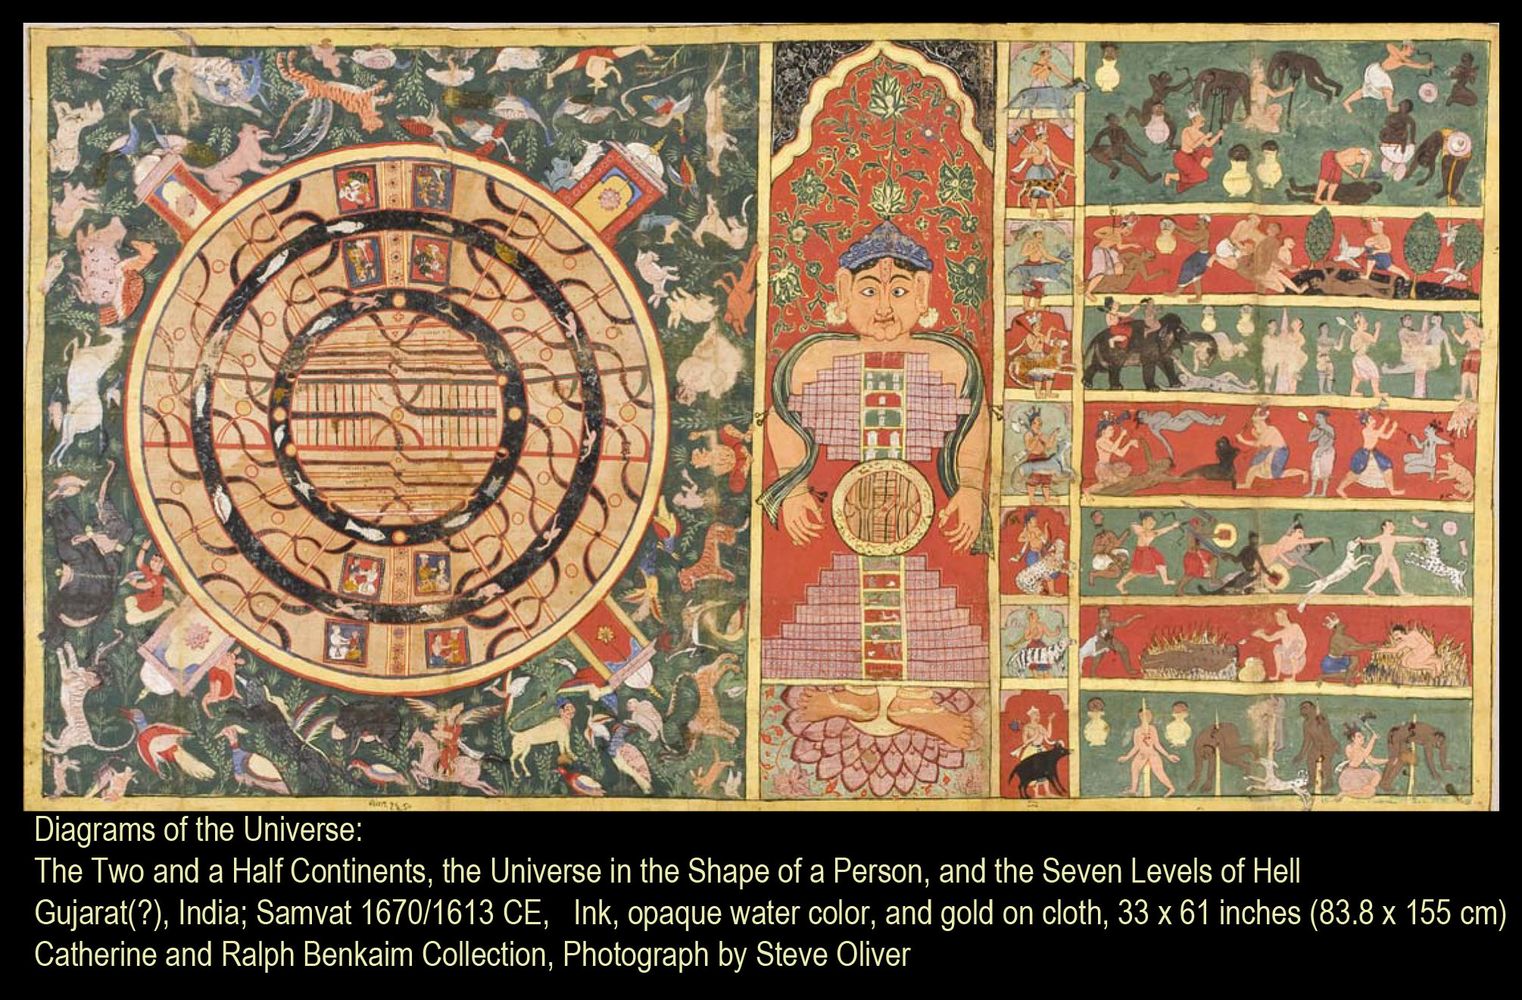 Diagrams of the Universe:
The Two and a Half Continents, the Universe in the Shape of a Person, and the Seven Levels of Hell
Gujarat(?), India; Samvat 1670/1613 CE, Ink, opaque water color, and gold on cloth, 33 x 61 inches (83.8 x 155 cm)
Catherine and Ralph Benkaim Collection, Photograph by Steve Oliver